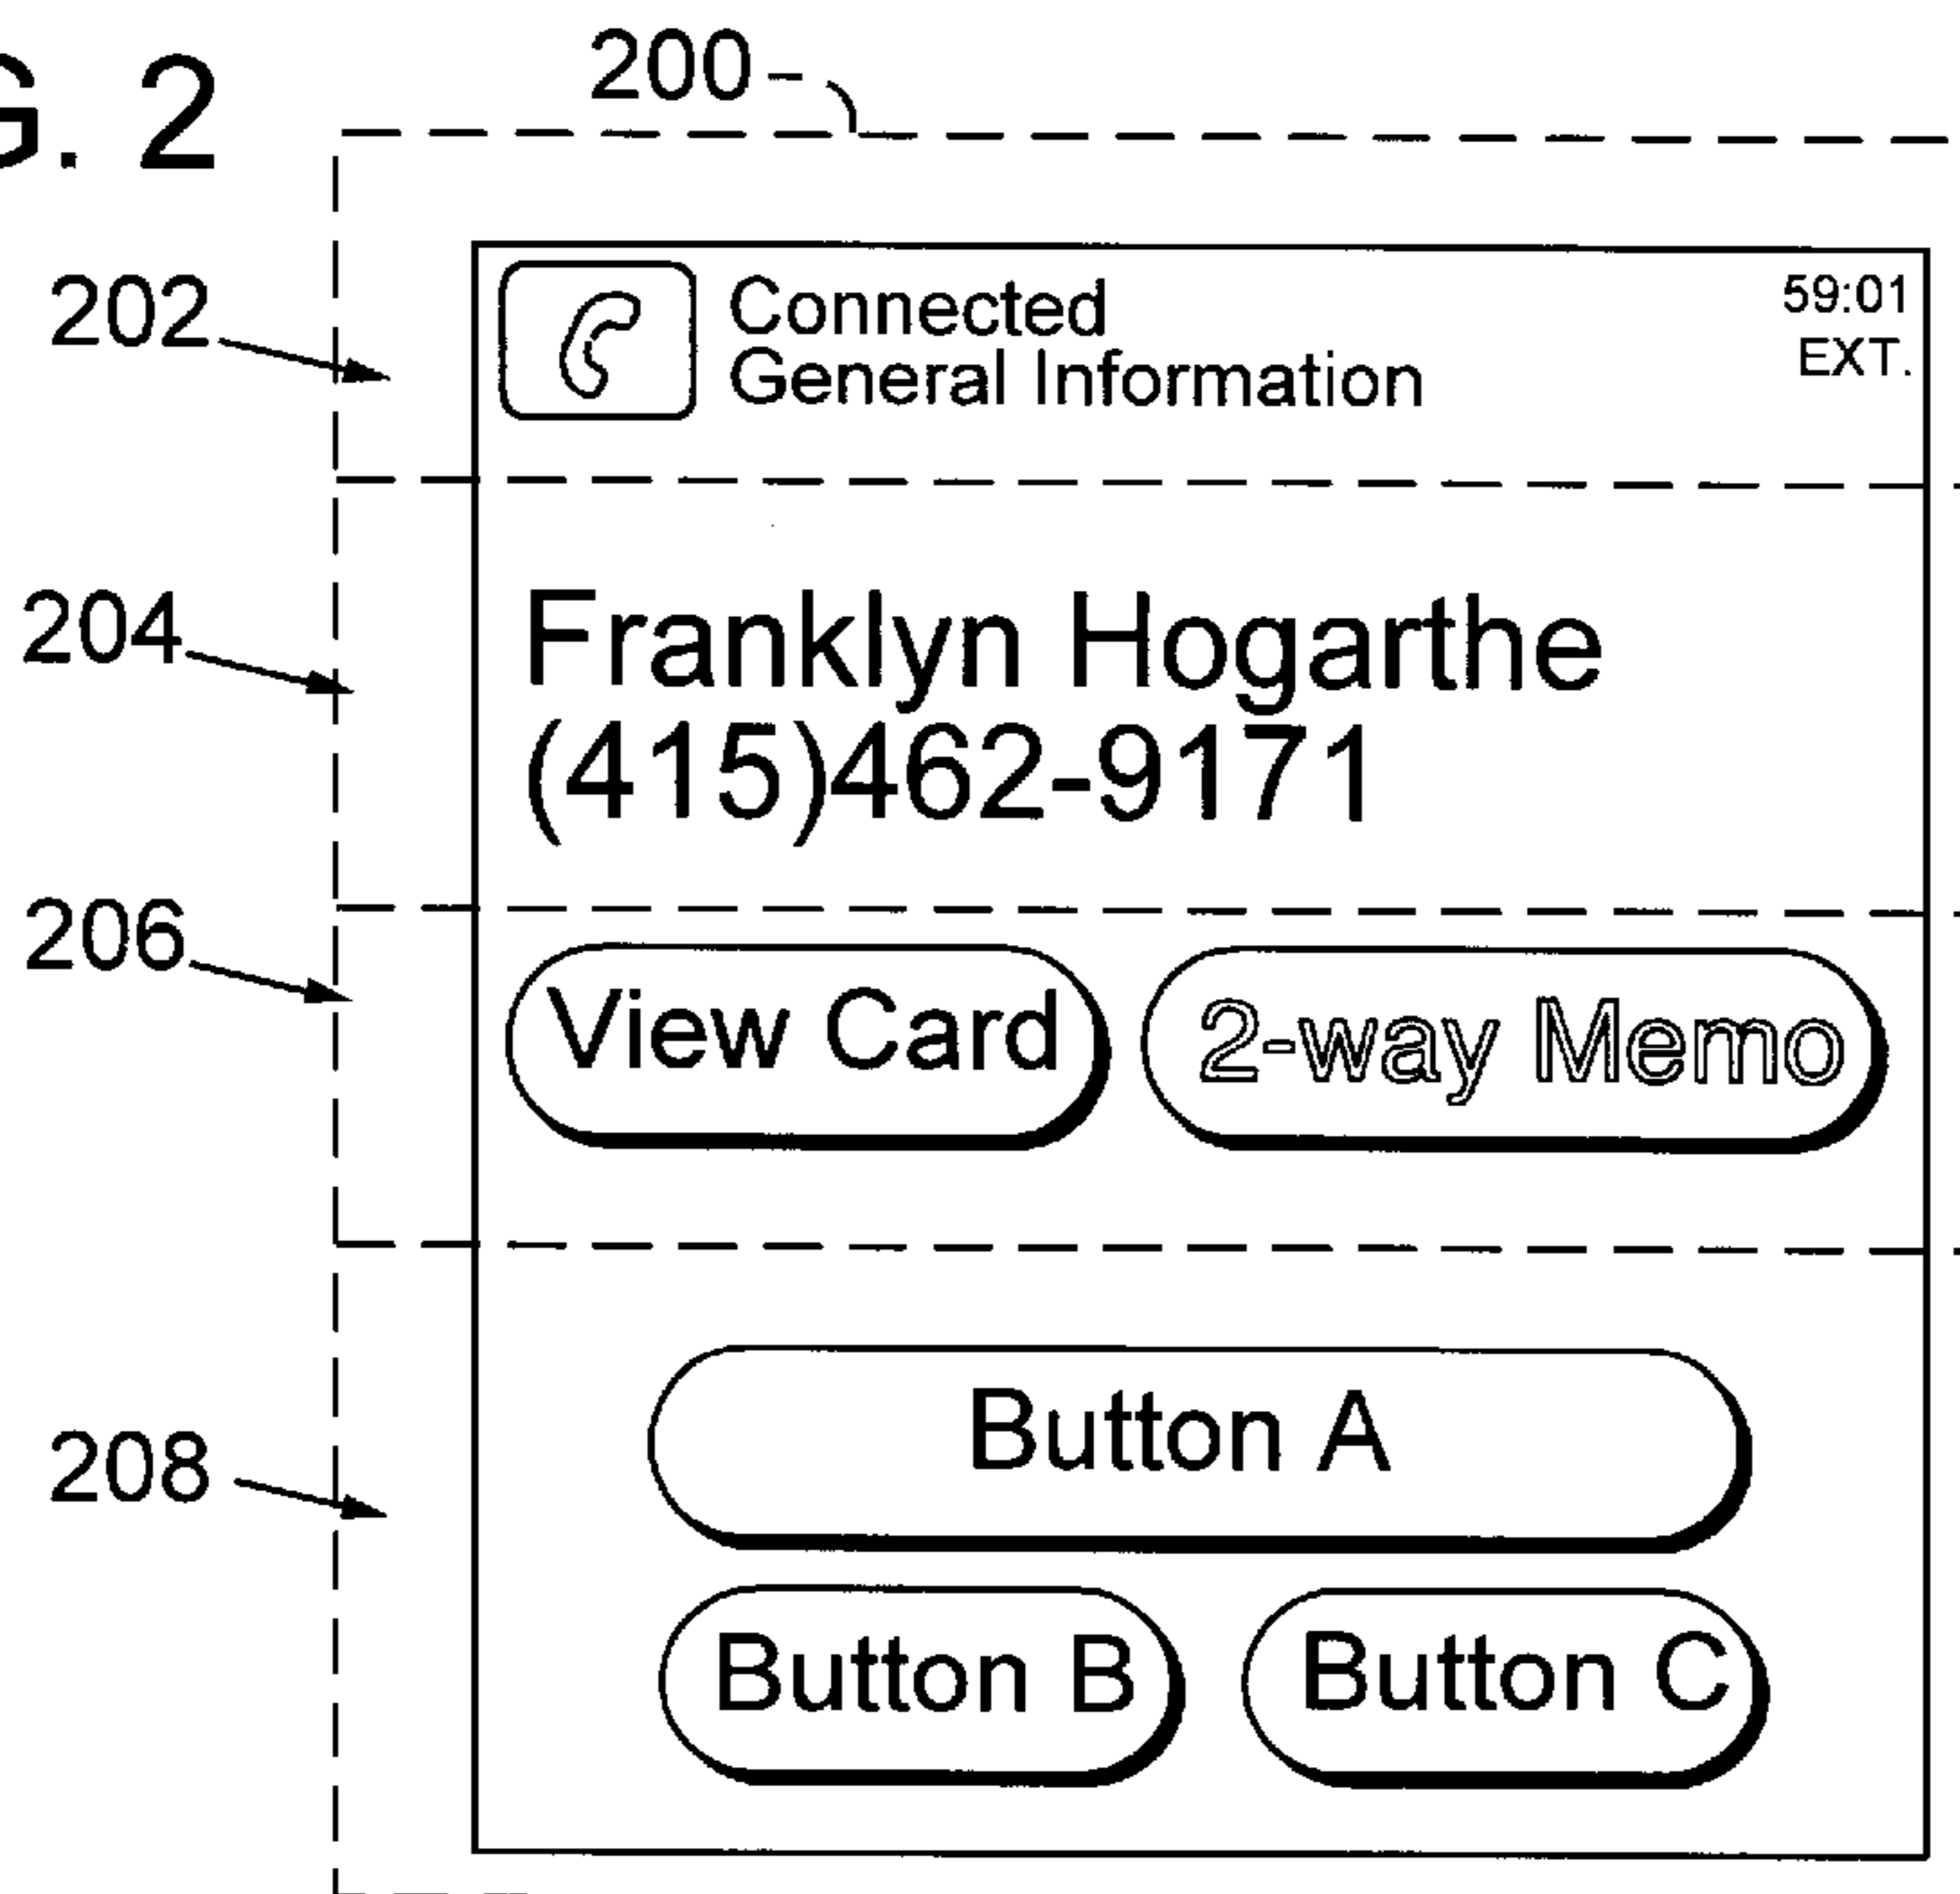 G. 2
200
202
Connected
General Information
59:01
EXT.
204
Franklyn Hogarthe
(415)462-9171
206
View Card
2-way Memo
208
Button A
Button B
Button C